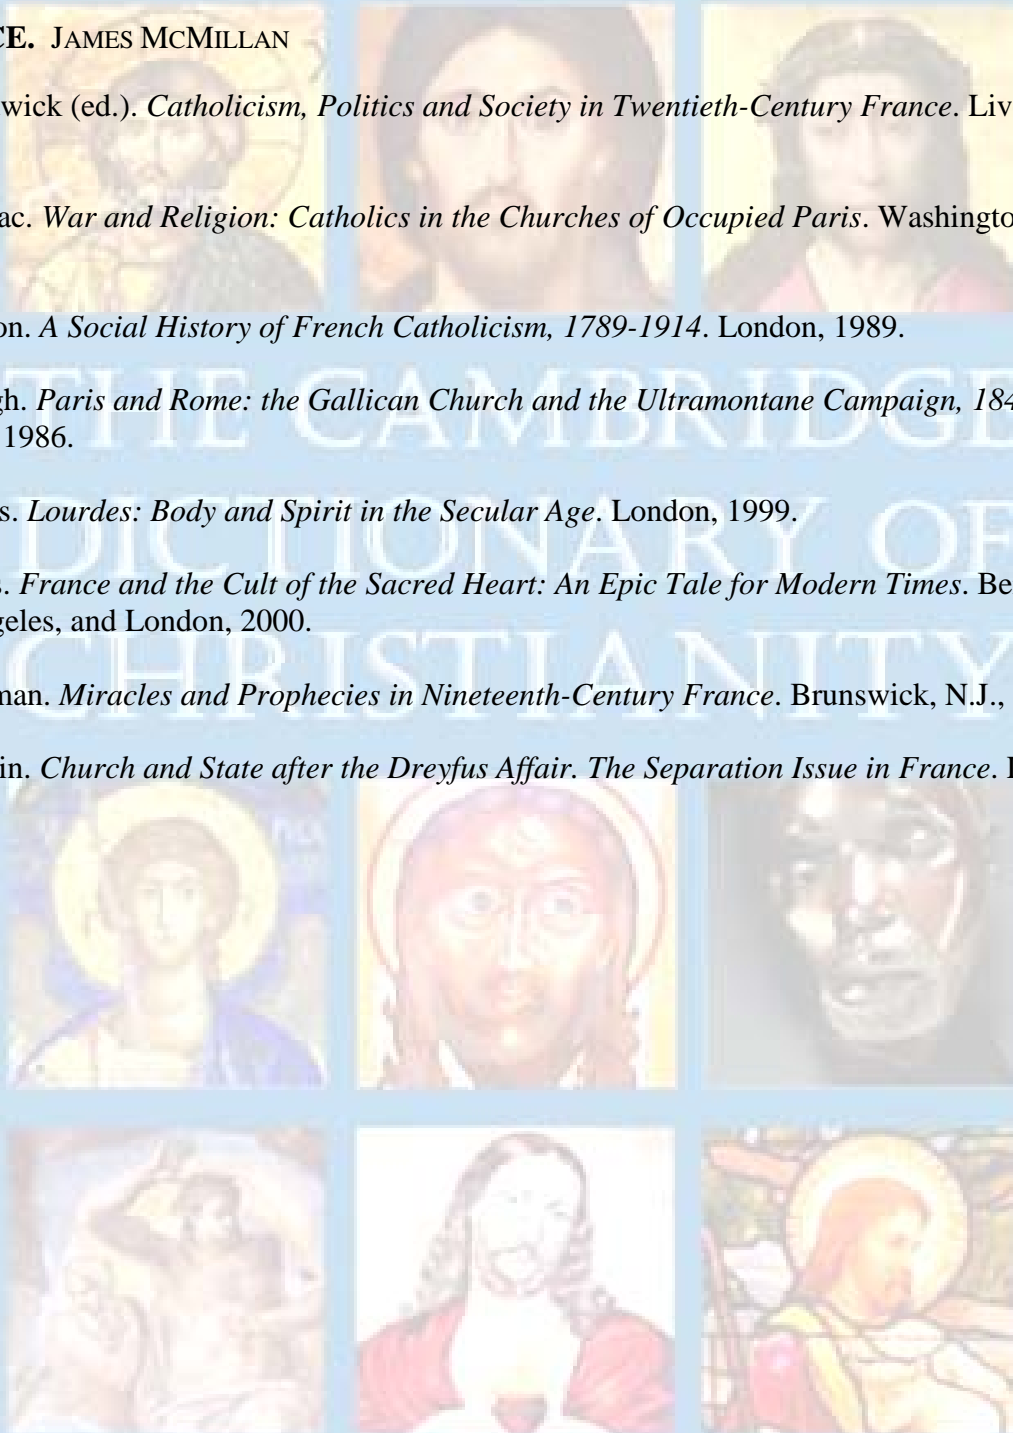 CE. JAMES MCMILLAN
wick (ed.). Catholicism, Politics and Society in Twentieth-Century France. Liv
ac. War and Religion: Catholics in the Churches of Occupied Paris. Washingto
on. A Social History of French Catholicism, 1789-1914. London, 1989.
gh. Paris and Rome: the Gallican Church and the Ultramontane Campaign, 184
1986.
s. Lourdes: Body and Spirit in the Secular Age. London, 1999.
s. France and the Cult of the Sacred Heart: An Epic Tale for Modern Times. Be
geles, and London, 2000.
man. Miracles and Prophecies in Nineteenth-Century France. Brunswick, N.J.,
in. Church and State after the Dreyfus Affair. The Separation Issue in France.
THE CAMBRIDGE
DICTIONARY OF
CHRISTIANITY